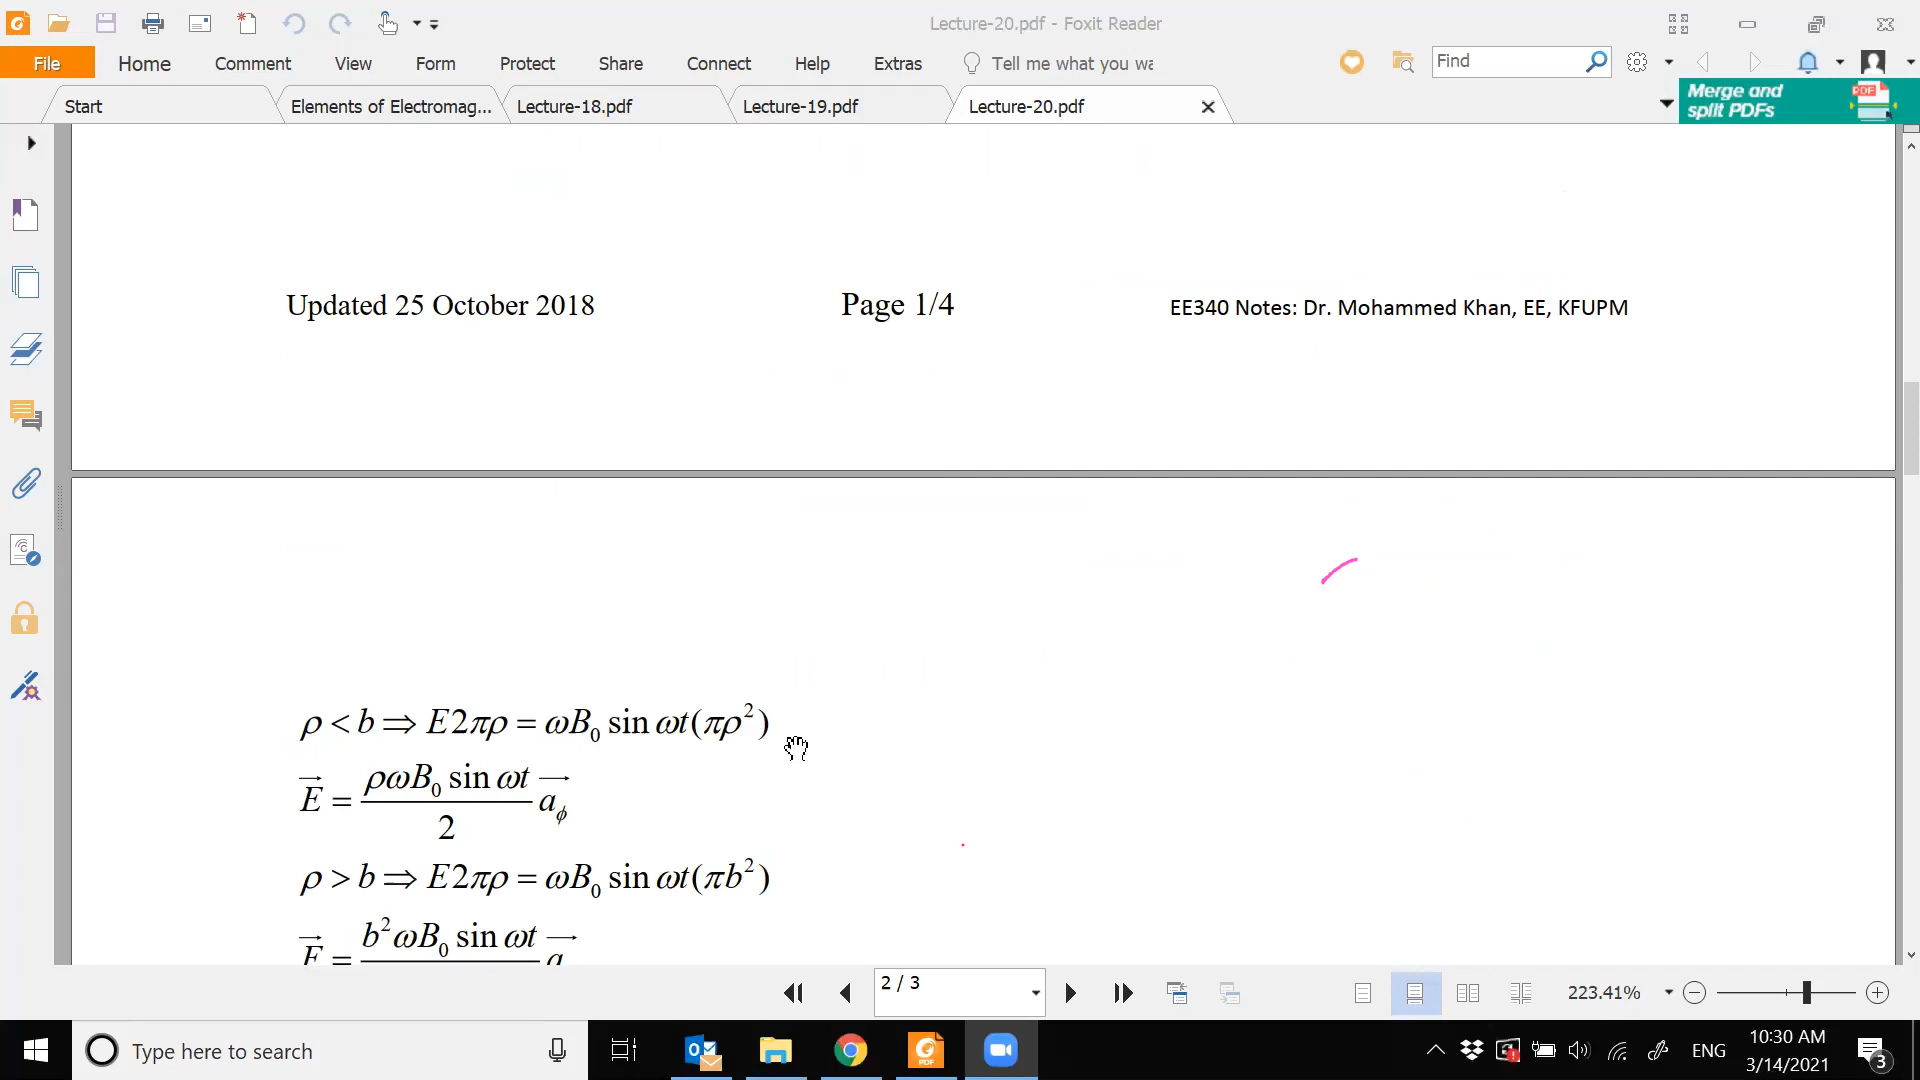 Lecture-20.pdf - Foxit Reader
File Home Comment View Form Protect Share Connect Help Extras Tell me what you wa Find
Start Elements of Electromag... Lecture-18.pdf Lecture-19.pdf Lecture-20.pdf
Merge and split PDFs PDF
Updated 25 October 2018 Page 1/4 EE340 Notes: Dr. Mohammed Khan, EE, KFUPM
ρ < b ⇒ E2πρ = ωB₀ sin ωt(πρ²)
E⃗ = ρωB₀ sin ωt / 2 a⃗ϕ
ρ > b ⇒ E2πρ = ωB₀ sin ωt(πb²)
E⃗ = b²ωB₀ sin ωt a⃗
2 / 3 223.41%
Type here to search ENG 10:30 AM
3/14/2021 3